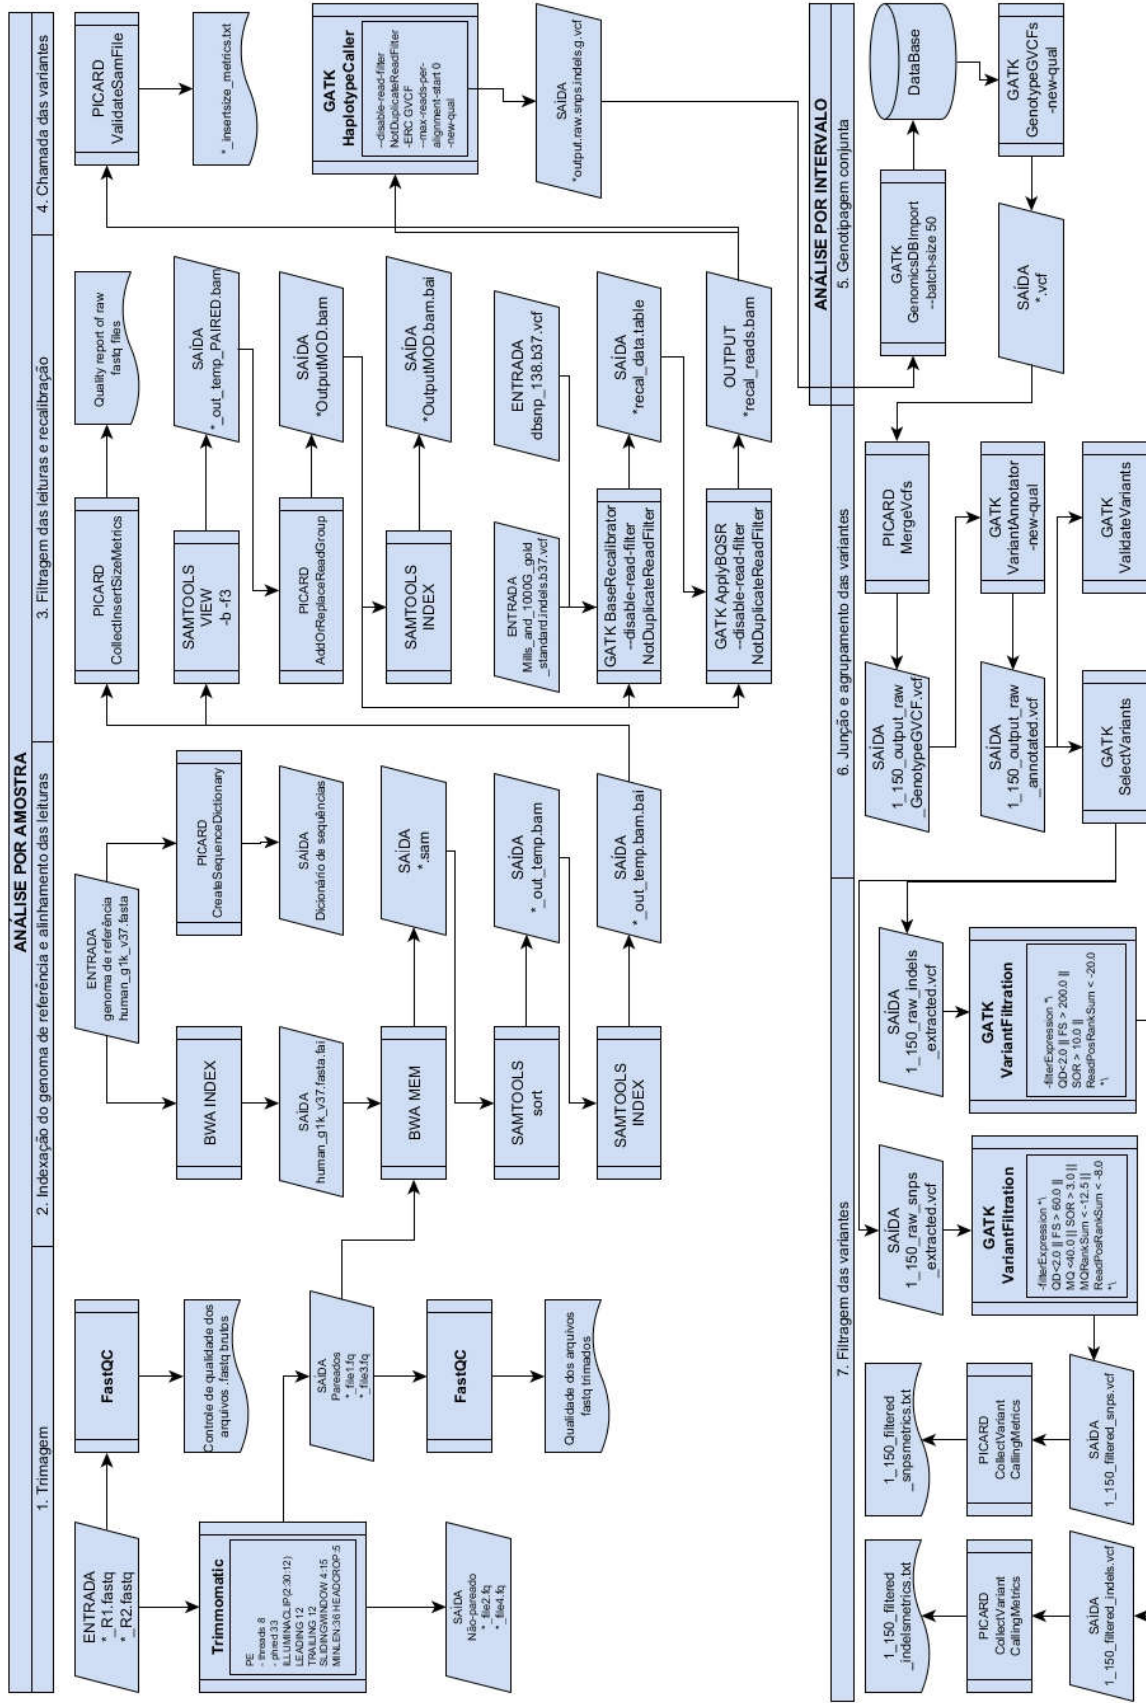 ANÁLISE POR AMOSTRA
1. Trimagem
2. Indexação do genoma de referência e alinhamento das leituras
3. Filtragem das leituras e recalibração
4. Chamada das variantes
ENTRADA
*_R1.fastq
*_R2.fastq
FastQC
Controle de qualidade dos
arquivos .fastq brutos
Trimmomatic
PE
- threads 8
- phred 33
ILLUMINACLIP(2:30:12)
LEADING 12
TRAILING 12
SLIDINGWINDOW 4:15
MINLEN:36 HEADCROP:5
SAÍDA
Pareados
*_file1.fq
*_file3.fq
FastQC
Qualidade dos arquivos
fastq trimados
SAÍDA
Não-pareado
*_file2.fq
*_file4.fq
ENTRADA
genoma de referência
human_g1k_v37.fasta
BWA INDEX
PICARD
CreateSequenceDictionary
SAÍDA
human_g1k_v37.fasta.fai
SAÍDA
Dicionário de sequências
BWA MEM
SAÍDA
*.sam
SAMTOOLS
sort
SAÍDA
*_out_temp.bam
SAMTOOLS
INDEX
SAÍDA
*_out_temp.bam.bai
PICARD
CollectInsertSizeMetrics
Quality report of raw
fastq files
SAMTOOLS
VIEW
-b -f3
SAÍDA
*_out_temp_PAIRED.bam
PICARD
AddOrReplaceReadGroup
SAÍDA
*OutputMOD.bam
SAMTOOLS
INDEX
SAÍDA
*OutputMOD.bam.bai
ENTRADA
Mills_and_1000G_gold
_standard.indels.b37.vcf
ENTRADA
dbsnp_138.b37.vcf
GATK BaseRecalibrator
--disable-read-filter
NotDuplicateReadFilter
SAÍDA
*recal_data.table
GATK ApplyBQSR
--disable-read-filter
NotDuplicateReadFilter
OUTPUT
*recal_reads.bam
PICARD
ValidateSamFile
*_insertsize_metrics.txt
GATK
HaplotypeCaller
--disable-read-filter
NotDuplicateReadFilter
-ERC GVCF
--max-reads-per-
alignment-start 0
-new-qual
SAÍDA
*output.raw.snps.indels.g.vcf
ANÁLISE POR INTERVALO
5. Genotipagem conjunta
GATK
GenomicsDBImport
--batch-size 50
DataBase
GATK
GenotypeGVCFs
-new-qual
SAÍDA
*.vcf
6. Junção e agrupamento das variantes
PICARD
MergeVcfs
SAÍDA
1_150_output_raw
_GenotypeGVCF.vcf
GATK
VariantAnnotator
-new-qual
SAÍDA
1_150_output_raw
_annotated.vcf
GATK
ValidateVariants
GATK
SelectVariants
7. Filtragem das variantes
SAÍDA
1_150_raw_indels
_extracted.vcf
GATK
VariantFiltration
-filterExpression "\
QD<2.0 || FS > 200.0 ||
SOR > 10.0 ||
ReadPosRankSum < -20.0
"\
SAÍDA
1_150_raw_snps
_extracted.vcf
GATK
VariantFiltration
-filterExpression "\
QD<2.0 || FS > 60.0 ||
MQ <40.0 || SOR > 3.0 ||
MQRankSum < -12.5 ||
ReadPosRankSum < -8.0
"\
1_150_filtered
_snpsmetrics.txt
PICARD
CollectVariant
CallingMetrics
SAÍDA
1_150_filtered_snps.vcf
1_150_filtered
_indelsmetrics.txt
PICARD
CollectVariant
CallingMetrics
SAÍDA
1_150_filtered_indels.vcf